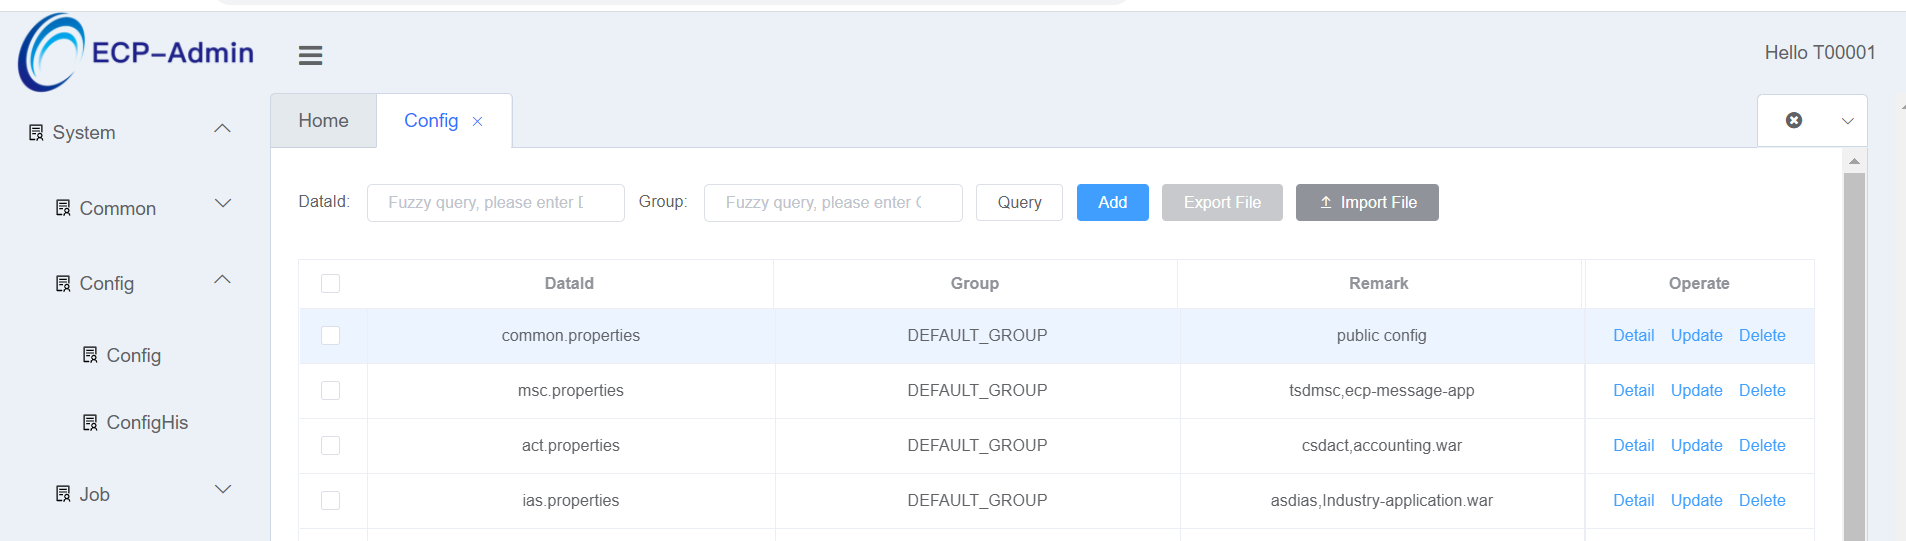 ECP-Admin
Hello T00001
System
Common
Config
Config
ConfigHis
Job
Home
Config
DataId:
Fuzzy query, please enter
Group:
Fuzzy query, please enter
Query
Add
Export File
Import File
DataId Group Remark Operate
common.properties DEFAULT_GROUP public config Detail Update Delete
msc.properties DEFAULT_GROUP tsdmsc,ecp-message-app Detail Update Delete
act.properties DEFAULT_GROUP csdact,accounting.war Detail Update Delete
ias.properties DEFAULT_GROUP asdias,Industry-application.war Detail Update Delete